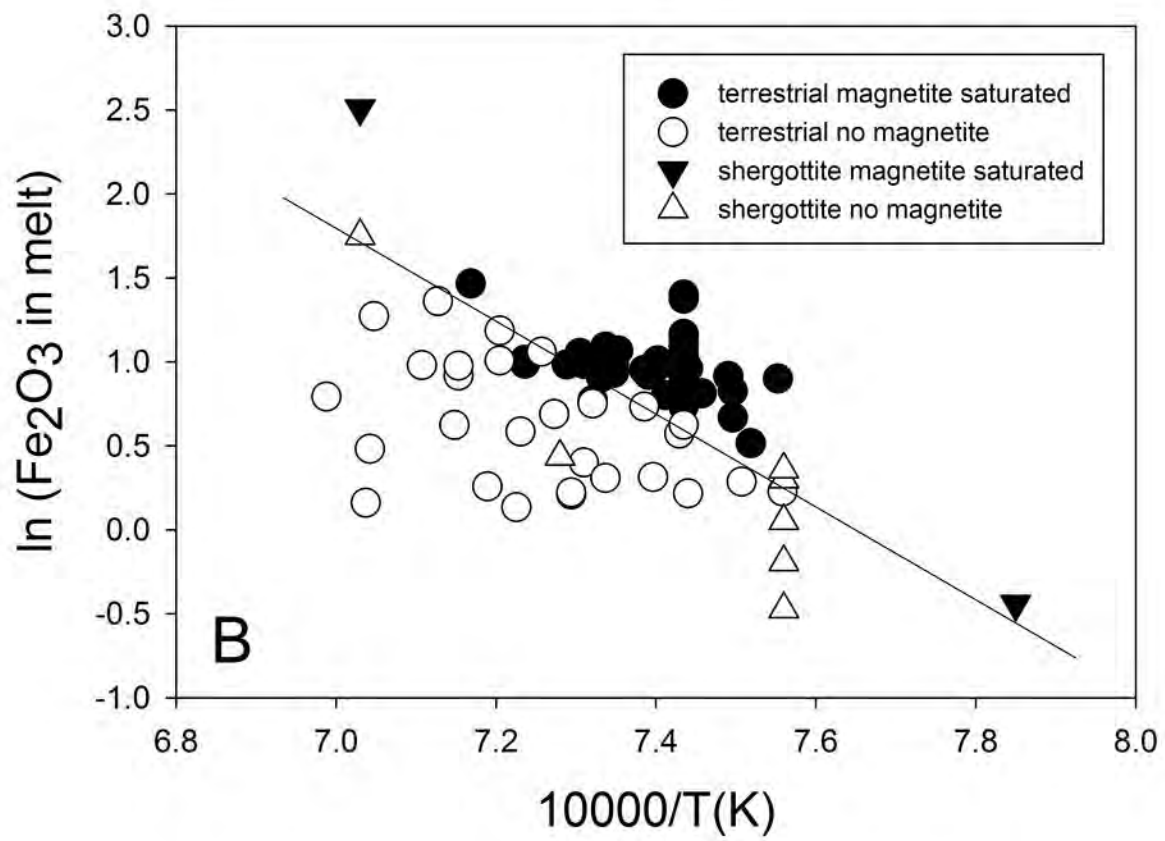 3.0
2.5
2.0
1.5
1.0
0.5
0.0
-0.5
-1.0
ln (Fe2O3 in melt)
terrestrial magnetite saturated
terrestrial no magnetite
shergottite magnetite saturated
shergottite no magnetite
B
6.8 7.0 7.2 7.4 7.6 7.8 8.0
10000/T(K)